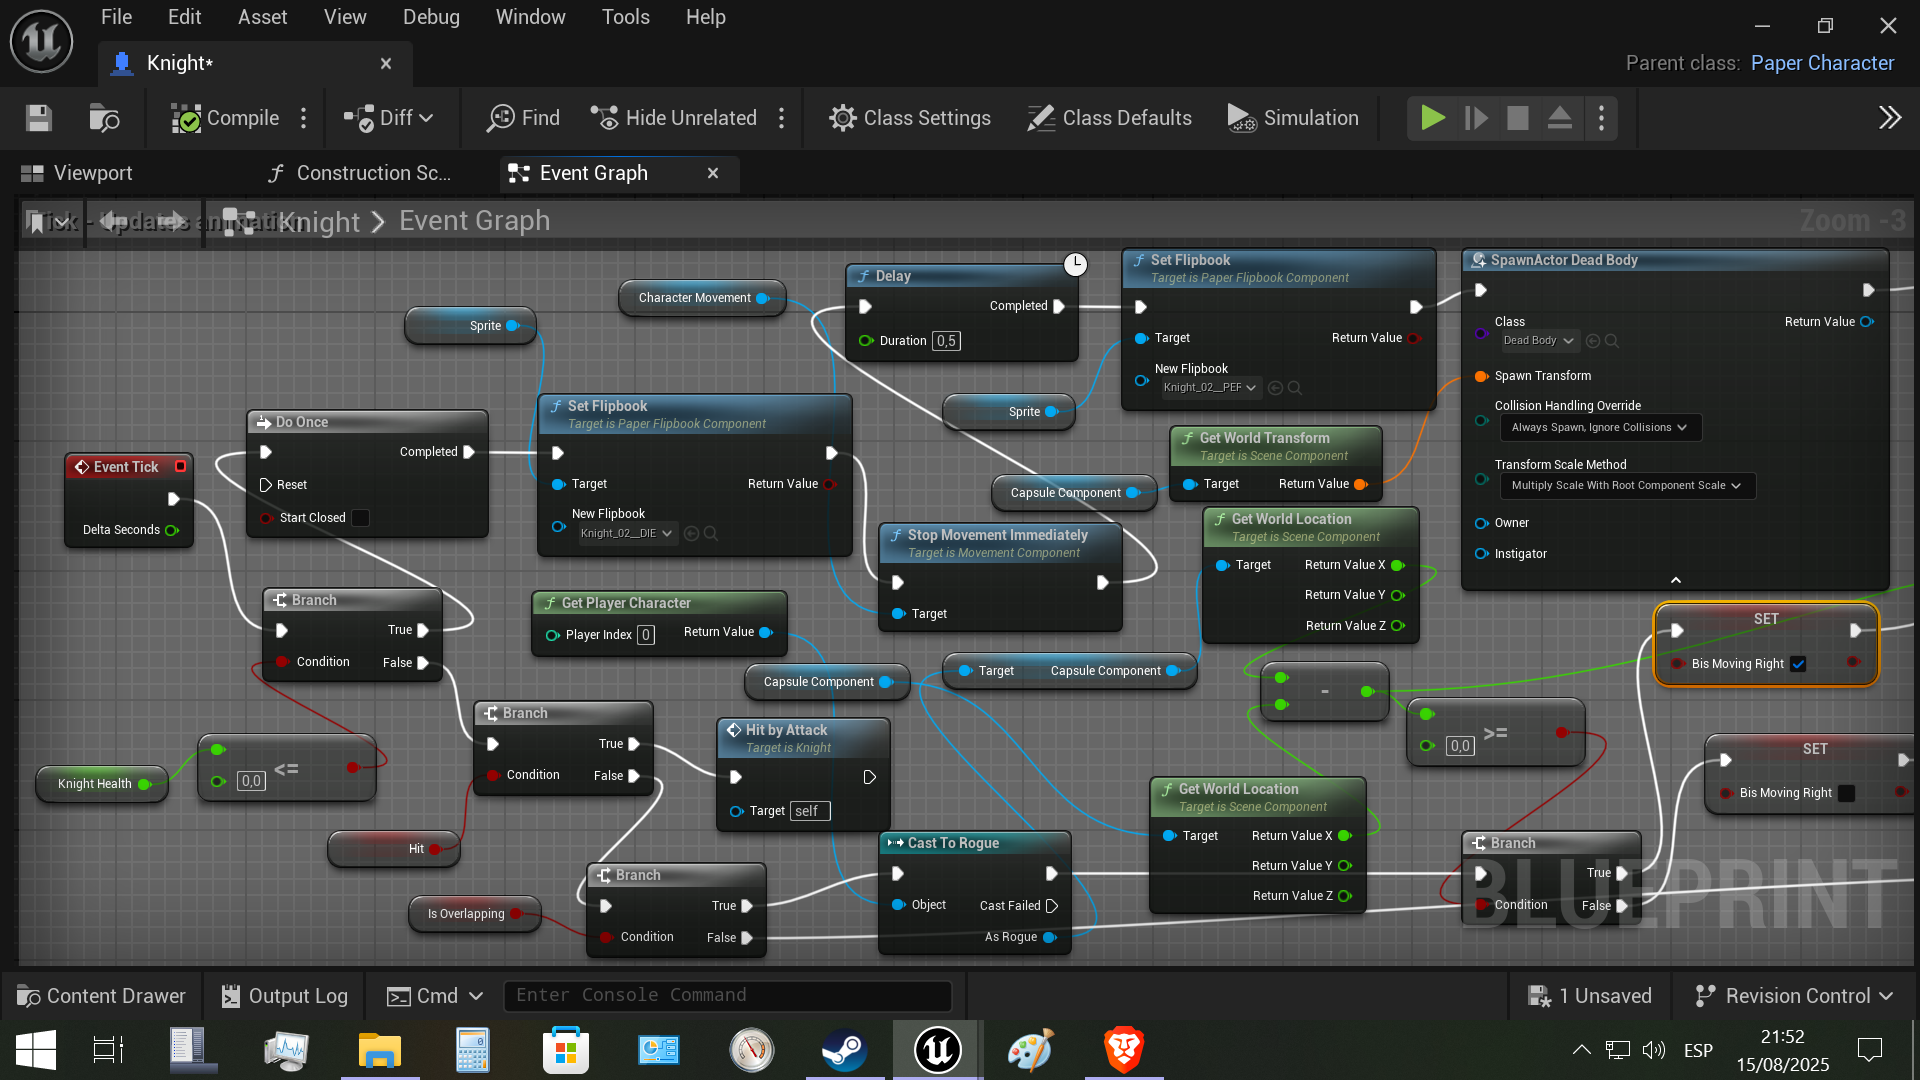 File Edit Asset View Debug Window Tools Help
Knight*
Parent class: Paper Character
Compile
Diff
Find
Hide Unrelated
Class Settings
Class Defaults
Simulation
Viewport
Construction Sc...
Event Graph
Knight > Event Graph
Zoom -3
Delay
Completed
Duration 0,5
Set Flipbook
Target is Paper Flipbook Component
Target
Return Value
New Flipbook
Knight_02__PEF
SpawnActor Dead Body
Class
Dead Body
Return Value
Spawn Transform
Collision Handling Override
Always Spawn, Ignore Collisions
Transform Scale Method
Multiply Scale With Root Component Scale
Owner
Instigator
Character Movement
Sprite
Sprite
Do Once
Completed
Reset
Start Closed
Set Flipbook
Target is Paper Flipbook Component
Target
Return Value
New Flipbook
Knight_02__DIE
Get World Transform
Target is Scene Component
Target
Return Value
Capsule Component
Event Tick
Delta Seconds
Stop Movement Immediately
Target is Movement Component
Target
Get World Location
Target is Scene Component
Target
Return Value X
Return Value Y
Return Value Z
Branch
True
Condition
False
Get Player Character
Player Index 0
Return Value
Capsule Component
Target
Capsule Component
-
SET
Bis Moving Right
Branch
True
Condition
False
Hit by Attack
Target is Knight
Target self
0,0 >=
SET
Bis Moving Right
Knight Health
0,0 <=
Hit
Get World Location
Target is Scene Component
Target
Return Value X
Return Value Y
Return Value Z
Cast To Rogue
Object
Cast Failed
As Rogue
Branch
True
Condition
False
Is Overlapping
Branch
True
Condition
False
BLUEPRINT
Content Drawer
Output Log
Cmd
Enter Console Command
1 Unsaved
Revision Control
ESP
21:52
15/08/2025